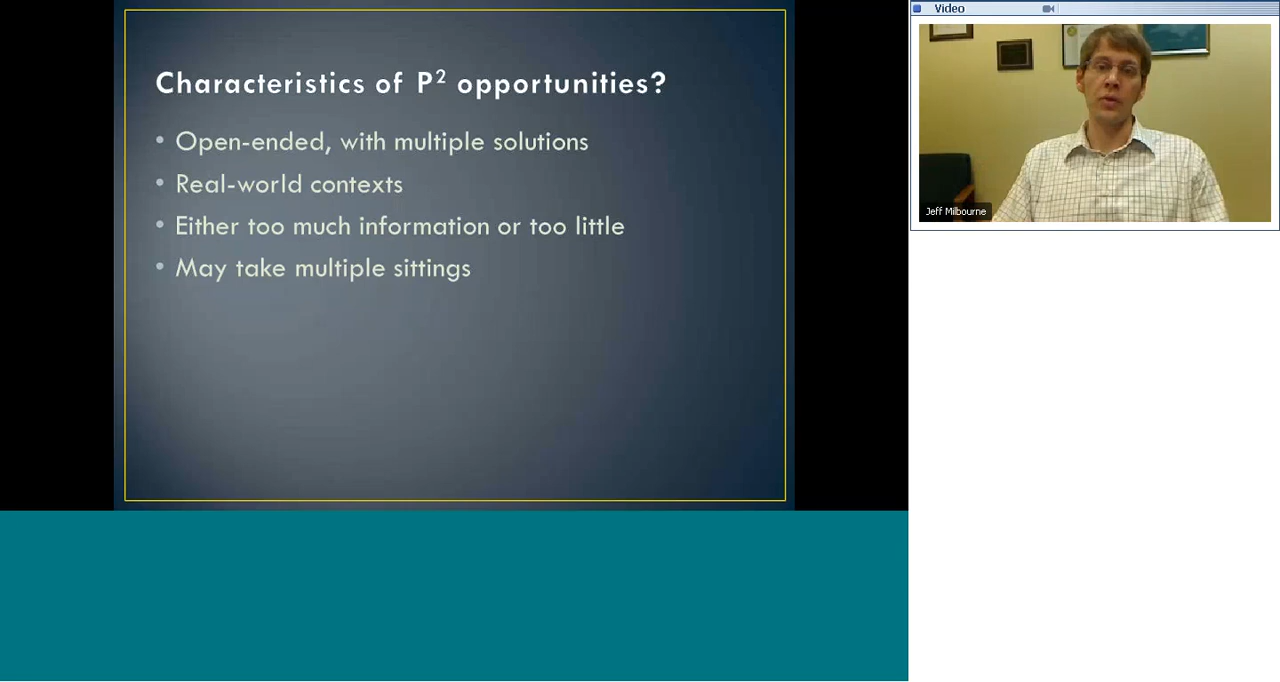 Characteristics of P² opportunities?
• Open-ended, with multiple solutions
• Real-world contexts
• Either too much information or too little
• May take multiple sittings
Video
Jeff Milbourne